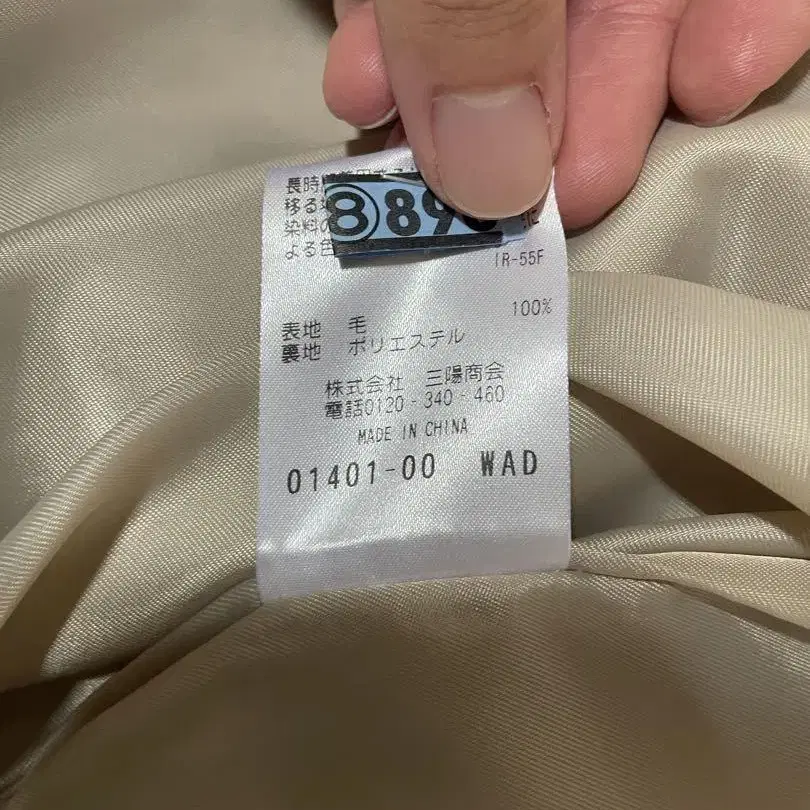 長時
移る
染料の
よる色
⑧89
IR-55F
100%
表地 毛
裏地 ポリエステル
株式会社 三陽商会
電話0120-340-460
MADE IN CHINA
01401-00 WAD